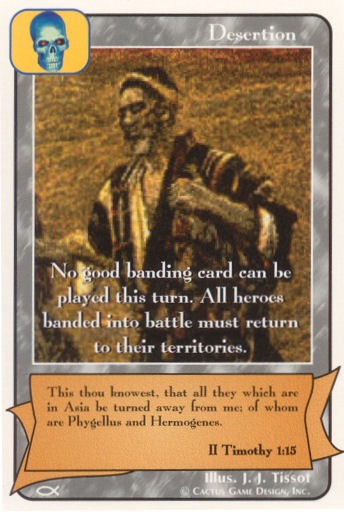 Desertion
No good banding card can be
played this turn. All heroes
banded into battle must return
to their territories.
This thou knowest, that all they which are
in Asia be turned away from me; of whom
are Phygellus and Hermogenes.
II Timothy 1:15
Illus. J. J. Tissot
© Cactus Game Design, Inc.